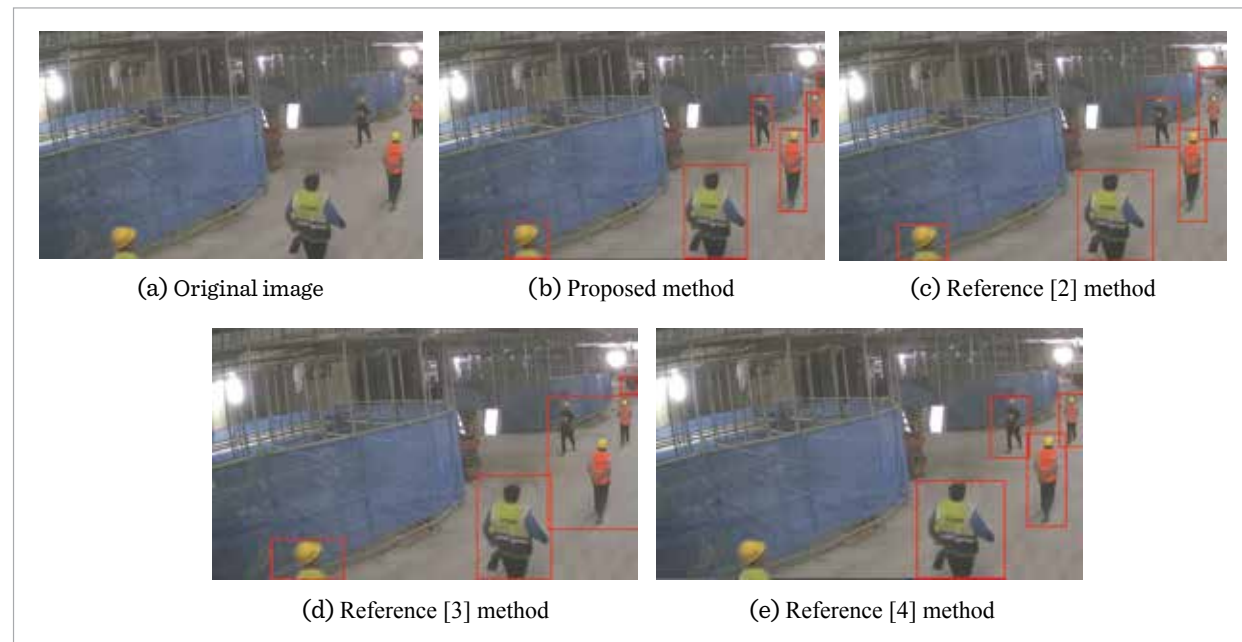 (a) Original image
(b) Proposed method
(c) Reference [2] method
(d) Reference [3] method
(e) Reference [4] method